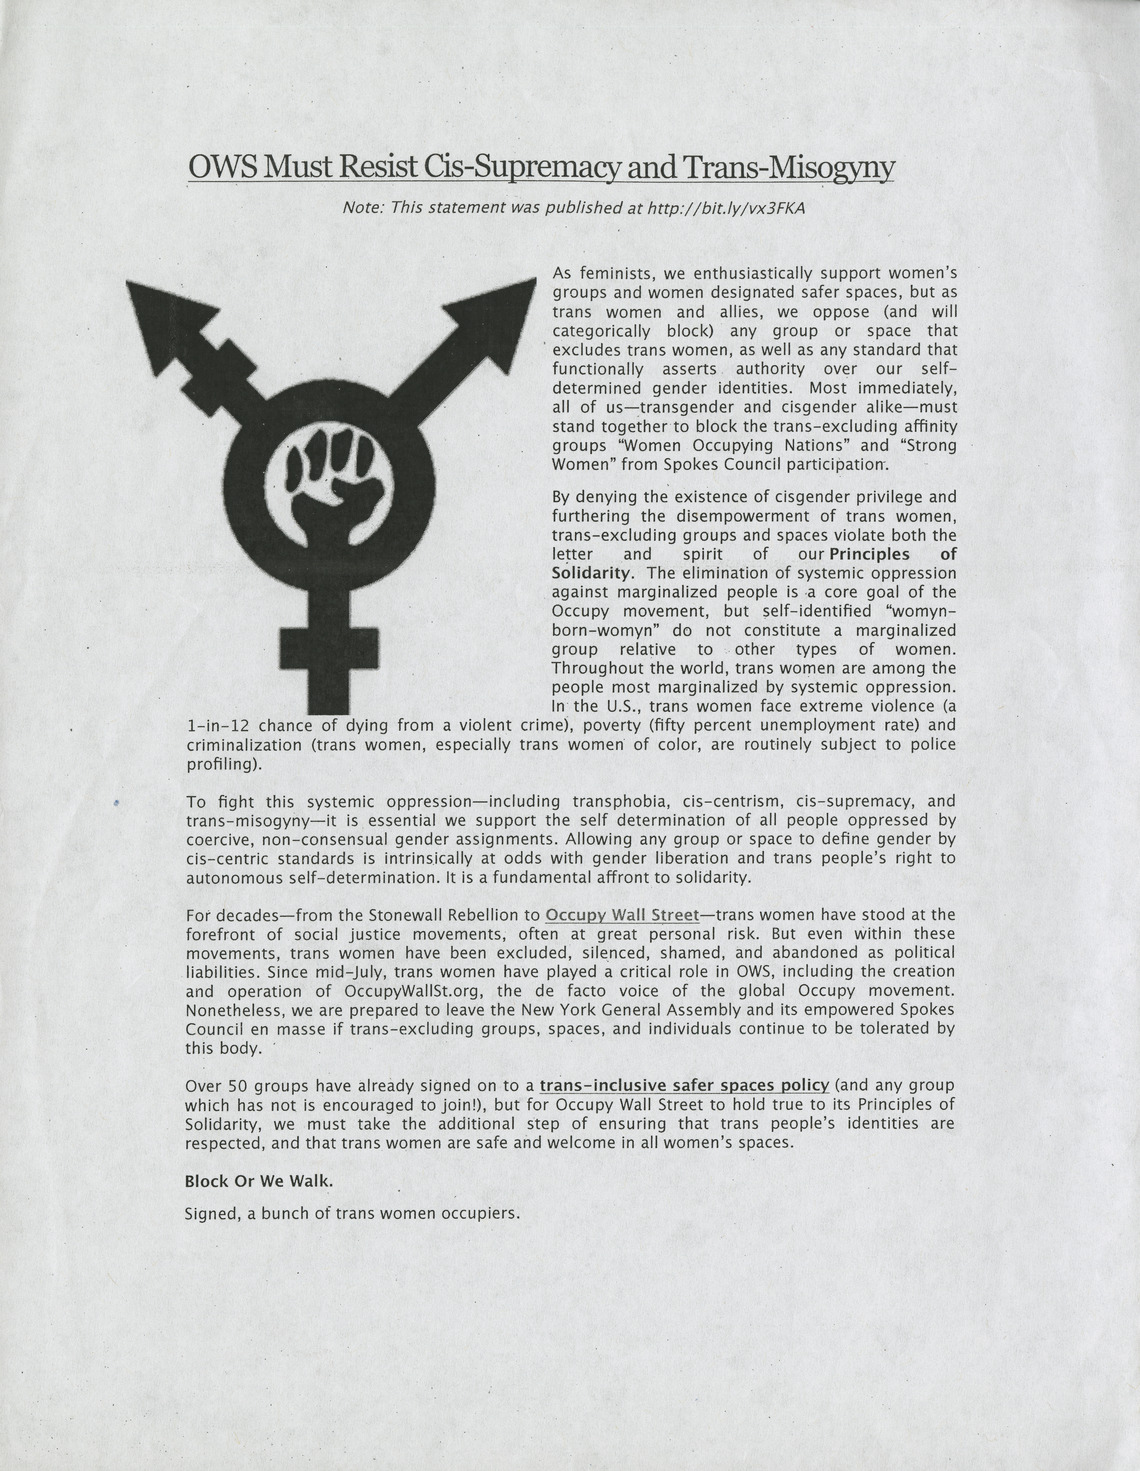 OWS Must Resist Cis-Supremacy and Trans-Misogyny
Note: This statement was published at http://bit.ly/vx3FKA
As feminists, we enthusiastically support women's
groups and women designated safer spaces, but as
trans women and allies, we oppose (and will
categorically block) any group or space that
excludes trans women, as well as any standard that
functionally asserts authority over our self-
determined gender identities. Most immediately,
all of us—transgender and cisgender alike—must
stand together to block the trans-excluding affinity
groups “Women Occupying Nations” and “Strong
Women” from Spokes Council participation.
By denying the existence of cisgender privilege and
furthering the disempowerment of trans women,
trans-excluding groups and spaces violate both the
letter and spirit of our Principles of
Solidarity. The elimination of systemic oppression
against marginalized people is a core goal of the
Occupy movement, but self-identified “womyn-
born-womyn” do not constitute a marginalized
group relative to other types of women.
Throughout the world, trans women are among the
people most marginalized by systemic oppression.
In the U.S., trans women face extreme violence (a
1-in-12 chance of dying from a violent crime), poverty (fifty percent unemployment rate) and
criminalization (trans women, especially trans women of color, are routinely subject to police
profiling).
To fight this systemic oppression—including transphobia, cis-centrism, cis-supremacy, and
trans-misogyny—it is essential we support the self determination of all people oppressed by
coercive, non-consensual gender assignments. Allowing any group or space to define gender by
cis-centric standards is intrinsically at odds with gender liberation and trans people's right to
autonomous self-determination. It is a fundamental affront to solidarity.
For decades—from the Stonewall Rebellion to Occupy Wall Street—trans women have stood at the
forefront of social justice movements, often at great personal risk. But even within these
movements, trans women have been excluded, silenced, shamed, and abandoned as political
liabilities. Since mid-July, trans women have played a critical role in OWS, including the creation
and operation of OccupyWallSt.org, the de facto voice of the global Occupy movement.
Nonetheless, we are prepared to leave the New York General Assembly and its empowered Spokes
Council en masse if trans-excluding groups, spaces, and individuals continue to be tolerated by
this body.
Over 50 groups have already signed on to a trans-inclusive safer spaces policy (and any group
which has not is encouraged to join!), but for Occupy Wall Street to hold true to its Principles of
Solidarity, we must take the additional step of ensuring that trans people's identities are
respected, and that trans women are safe and welcome in all women's spaces.
Block Or We Walk.
Signed, a bunch of trans women occupiers.